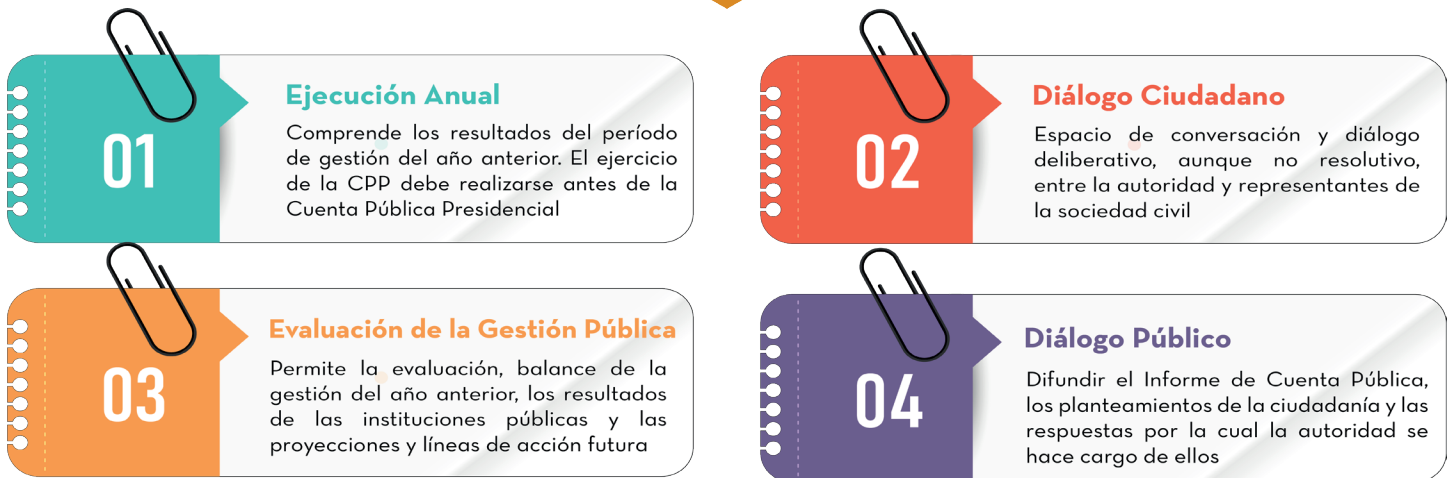 01
Ejecución Anual
Comprende los resultados del período
de gestión del año anterior. El ejercicio
de la CPP debe realizarse antes de la
Cuenta Pública Presidencial
02
Diálogo Ciudadano
Espacio de conversación y diálogo
deliberativo, aunque no resolutivo,
entre la autoridad y representantes de
la sociedad civil
03
Evaluación de la Gestión Pública
Permite la evaluación, balance de la
gestión del año anterior, los resultados
de las instituciones públicas y las
proyecciones y líneas de acción futura
04
Diálogo Público
Difundir el Informe de Cuenta Pública,
los planteamientos de la ciudadanía y las
respuestas por la cual la autoridad se
hace cargo de ellos